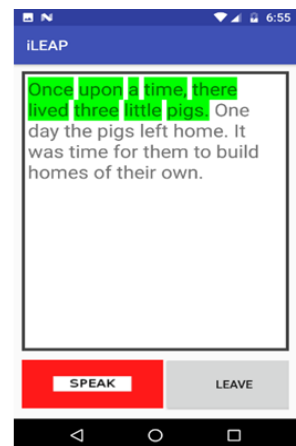 6:55
iLEAP
Once upon a time, there
lived three little pigs. One
day the pigs left home. It
was time for them to build
homes of their own.
SPEAK
LEAVE